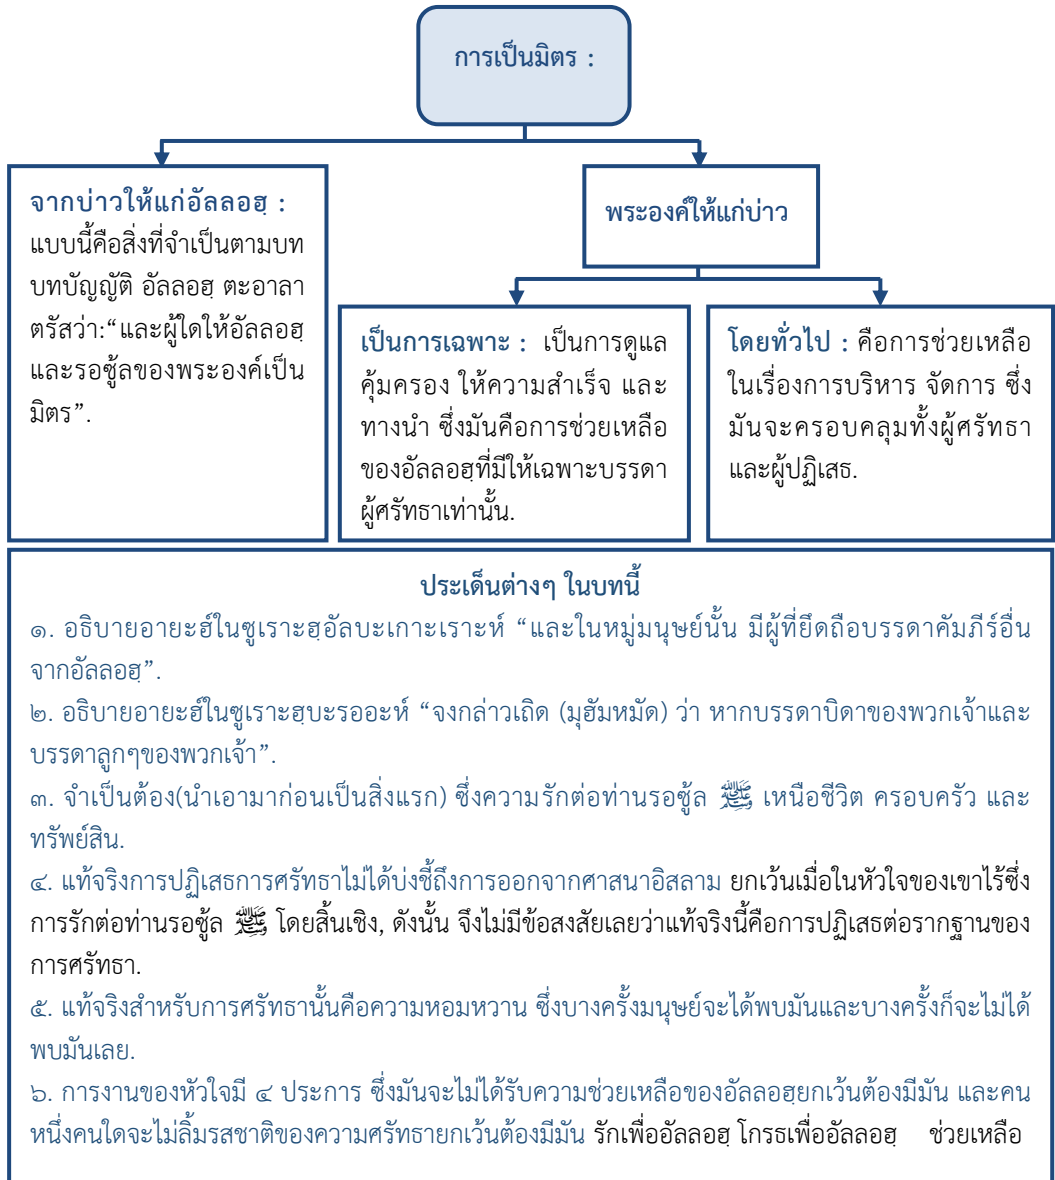 การเป็นมิตร :
จากบ่าวให้แก่อัลลอฮฺ :
แบบนี้คือสิ่งที่จำเป็นตามบท
บทบัญญัติ อัลลอฮฺ ตะอาลา
ตรัสว่า:“และผู้ใดให้อัลลอฮฺ
และรอซู้ลของพระองค์เป็น
มิตร”.
พระองค์ให้แก่บ่าว
เป็นการเฉพาะ : เป็นการดูแล
คุ้มครอง ให้ความสำเร็จ และ
ทางนำ ซึ่งมันคือการช่วยเหลือ
ของอัลลอฮฺที่มีให้เฉพาะบรรดา
ผู้ศรัทธาเท่านั้น.
โดยทั่วไป : คือการช่วยเหลือ
ในเรื่องการบริหาร จัดการ ซึ่ง
มันจะครอบคลุมทั้งผู้ศรัทธา
และผู้ปฏิเสธ.
ประเด็นต่างๆ ในบทนี้
๑. อธิบายอายะฮ์ในซูเราะฮฺอัลบะเกาะเราะห์ “และในหมู่มนุษย์นั้น มีผู้ที่ยึดถือบรรดาคัมภีร์อื่น
จากอัลลอฮฺ”.
๒. อธิบายอายะฮ์ในซูเราะฮฺบะรออะห์ “จงกล่าวเถิด (มุฮัมหมัด) ว่า หากบรรดาบิดาของพวกเจ้าและ
บรรดาลูกๆของพวกเจ้า”.
๓. จำเป็นต้อง(นำเอามาก่อนเป็นสิ่งแรก) ซึ่งความรักต่อท่านรอซู้ล ﷺ เหนือชีวิต ครอบครัว และ
ทรัพย์สิน.
๔. แท้จริงการปฏิเสธการศรัทธาไม่ได้บ่งชี้ถึงการออกจากศาสนาอิสลาม ยกเว้นเมื่อในหัวใจของเขาไร้ซึ่ง
การรักต่อท่านรอซู้ล ﷺ โดยสิ้นเชิง, ดังนั้น จึงไม่มีข้อสงสัยเลยว่าแท้จริงนี้คือการปฏิเสธต่อรากฐานของ
การศรัทธา.
๕. แท้จริงสำหรับการศรัทธานั้นคือความหอมหวาน ซึ่งบางครั้งมนุษย์จะได้พบมันและบางครั้งก็จะไม่ได้
พบมันเลย.
๖. การงานของหัวใจมี ๔ ประการ ซึ่งมันจะไม่ได้รับความช่วยเหลือของอัลลอฮฺยกเว้นต้องมีมัน และคน
หนึ่งคนใดจะไม่ลิ้มรสชาติของความศรัทธายกเว้นต้องมีมัน รักเพื่ออัลลอฮฺ โกรธเพื่ออัลลอฮฺ ช่วยเหลือ